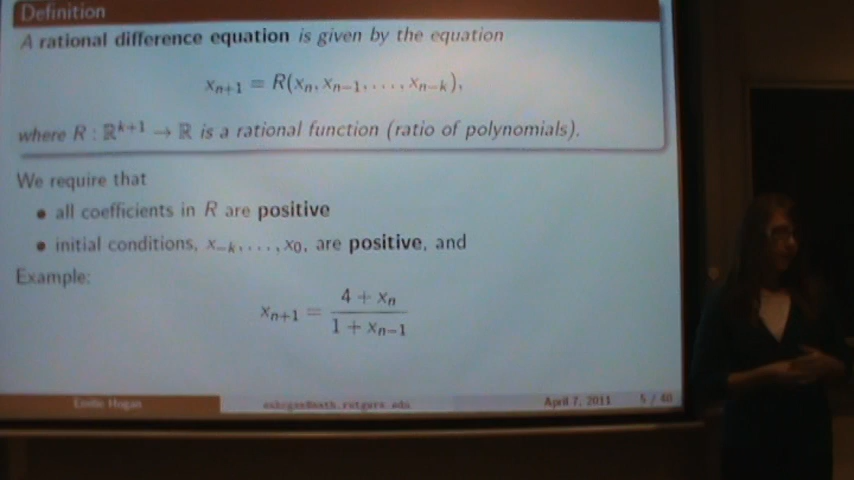 Definition
A rational difference equation is given by the equation
xₙ₊₁ = R(xₙ, xₙ₋₁, . . . , xₙ₋ₖ),
where R : ℝᵏ⁺¹ → ℝ is a rational function (ratio of polynomials).
We require that
• all coefficients in R are positive
• initial conditions, x₋ₖ, . . . , x₀, are positive, and
Example:
xₙ₊₁ = (4 + xₙ) / (1 + xₙ₋₁)
Emilie Hogan April 7, 2011 5 / 40